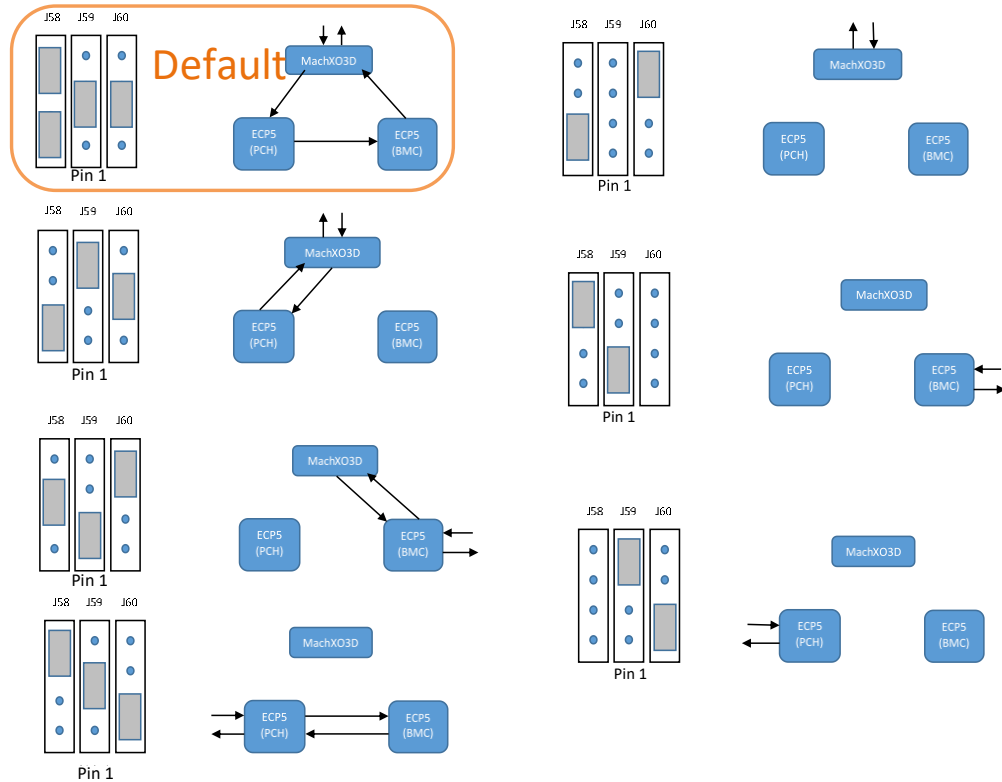 J58 J59 J60
Default
MachXO3D
ECP5
(PCH)
ECP5
(BMC)
Pin 1
J58 J59 J60
MachXO3D
ECP5
(PCH)
ECP5
(BMC)
Pin 1
J58 J59 J60
MachXO3D
ECP5
(PCH)
ECP5
(BMC)
Pin 1
J58 J59 J60
MachXO3D
ECP5
(PCH)
ECP5
(BMC)
Pin 1
J58 J59 J60
MachXO3D
ECP5
(PCH)
ECP5
(BMC)
Pin 1
J58 J59 J60
MachXO3D
ECP5
(PCH)
ECP5
(BMC)
Pin 1
J58 J59 J60
MachXO3D
ECP5
(PCH)
ECP5
(BMC)
Pin 1